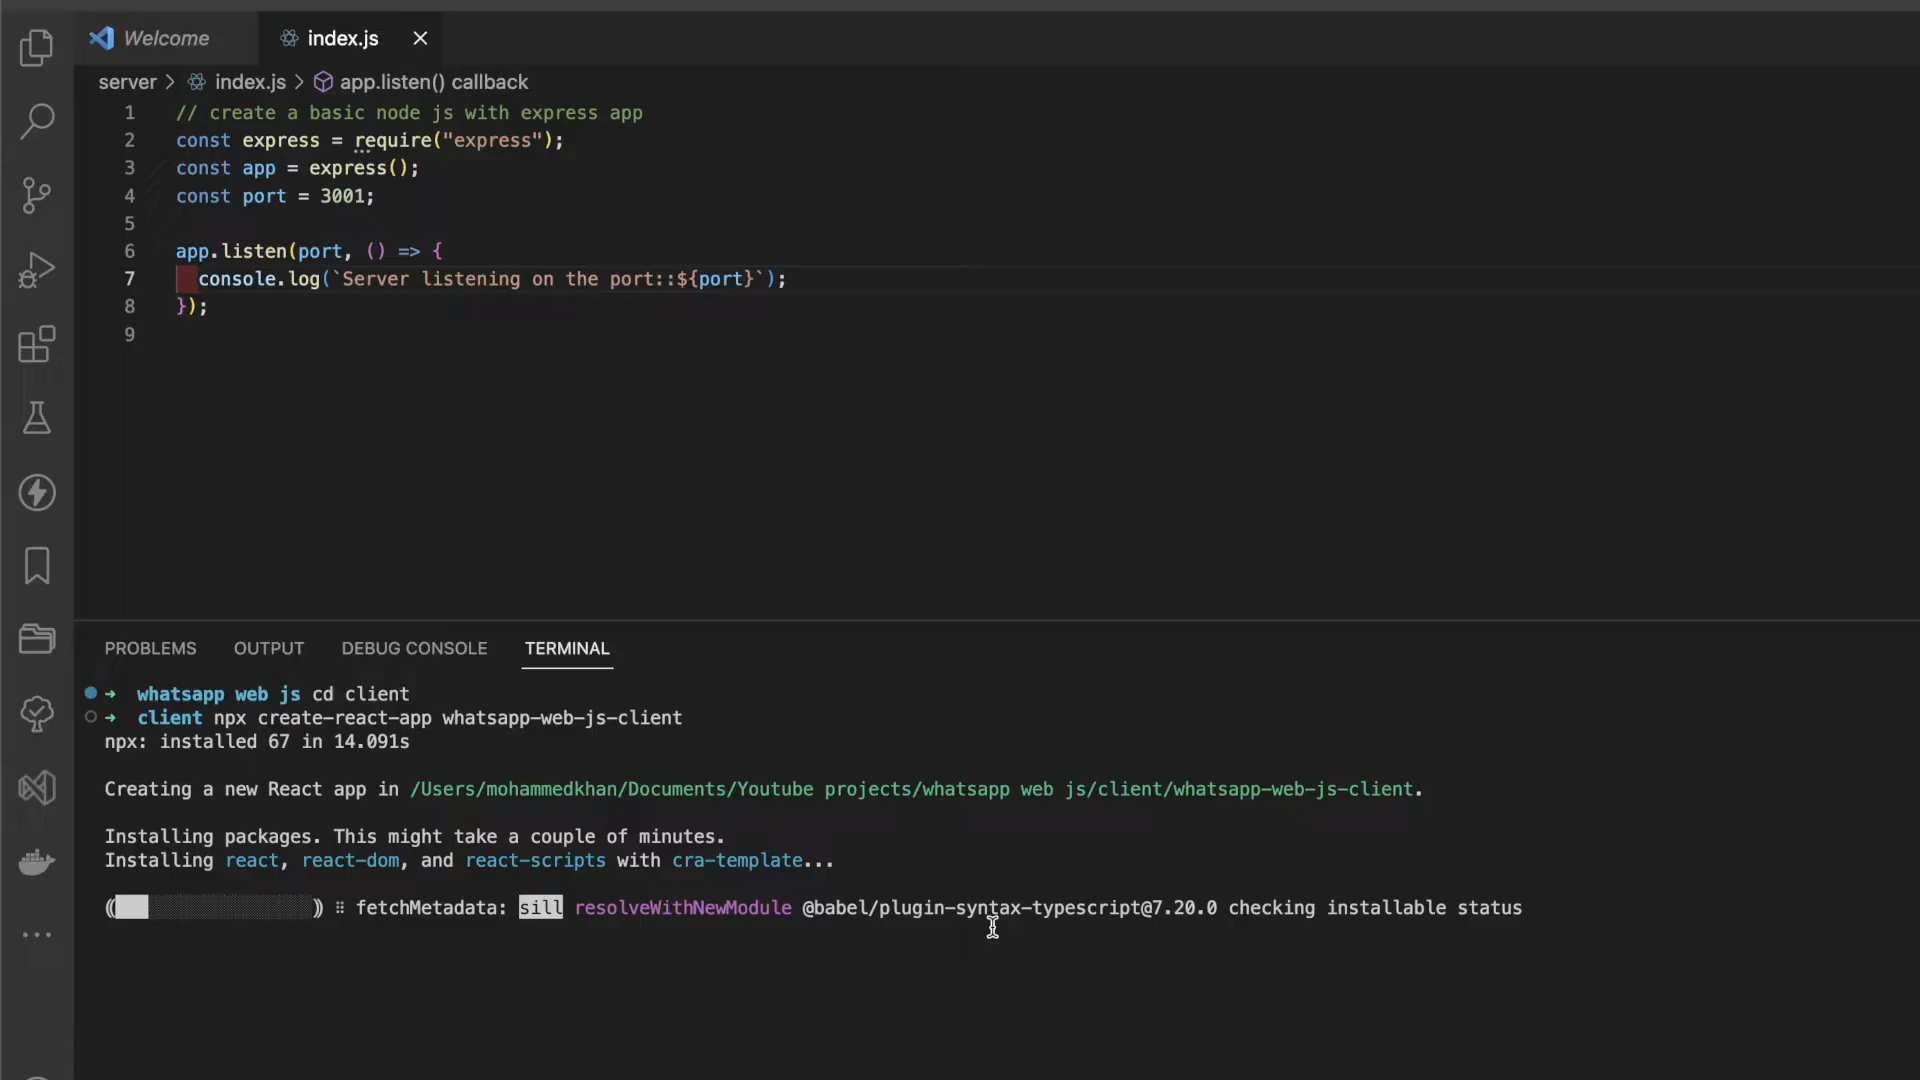 Welcome
index.js
server > index.js > app.listen() callback
1 // create a basic node js with express app
2 const express = require("express");
3 const app = express();
4 const port = 3001;
5
6 app.listen(port, () => {
7 console.log(`Server listening on the port::${port}`);
8 });
9
PROBLEMS OUTPUT DEBUG CONSOLE TERMINAL
➜ whatsapp web js cd client
➜ client npx create-react-app whatsapp-web-js-client
npx: installed 67 in 14.091s
Creating a new React app in /Users/mohammedkhan/Documents/Youtube projects/whatsapp web js/client/whatsapp-web-js-client.
Installing packages. This might take a couple of minutes.
Installing react, react-dom, and react-scripts with cra-template...
⠸ fetchMetadata: sill resolveWithNewModule @babel/plugin-syntax-typescript@7.20.0 checking installable status